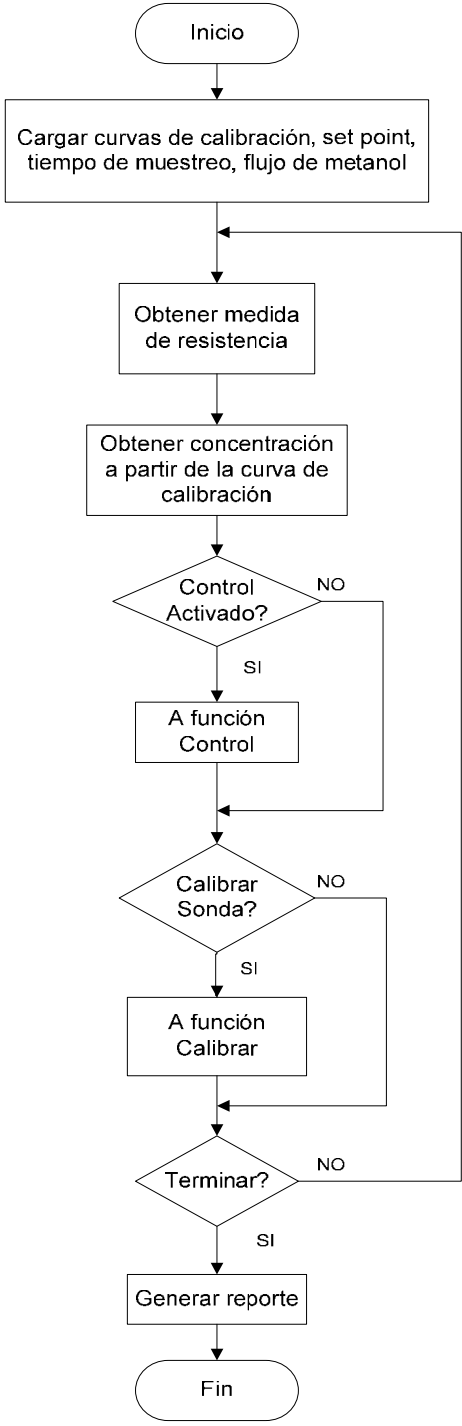 Inicio
Cargar curvas de calibración, set point,
tiempo de muestreo, flujo de metanol
Obtener medida
de resistencia
Obtener concentración
a partir de la curva de
calibración
Control
Activado?
NO
SI
A función
Control
Calibrar
Sonda?
NO
SI
A función
Calibrar
Terminar?
NO
SI
Generar reporte
Fin